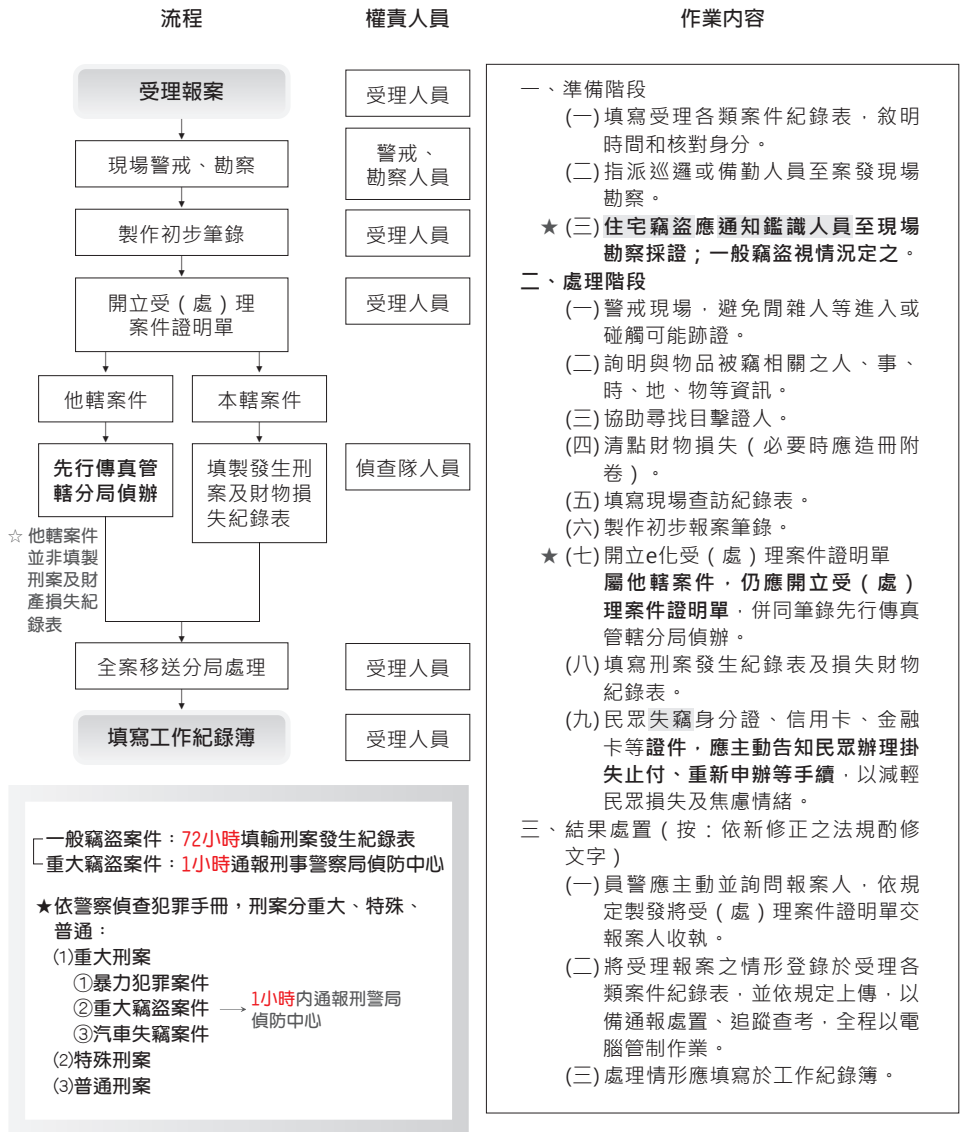 流程
權責人員
作業內容
受理報案
受理人員
現場警戒、勘察
警戒、
勘察人員
製作初步筆錄
受理人員
開立受（處）理
案件證明單
受理人員
他轄案件
本轄案件
先行傳真管
轄分局偵辦
填製發生刑
案及財物損
失紀錄表
偵查隊人員
☆他轄案件
並非填製
刑案及財
產損失紀
錄表
全案移送分局處理
受理人員
填寫工作紀錄簿
受理人員
一般竊盜案件：72小時填輸刑案發生紀錄表
重大竊盜案件：1小時通報刑事警察局偵防中心
★依警察偵查犯罪手冊，刑案分重大、特殊、
普通：
⑴重大刑案
①暴力犯罪案件
②重大竊盜案件
③汽車失竊案件
1小時內通報刑警局
偵防中心
⑵特殊刑案
⑶普通刑案
一、準備階段
(一)填寫受理各類案件紀錄表，敘明
時間和核對身分。
(二)指派巡邏或備勤人員至案發現場
勘察。
★(三)住宅竊盜應通知鑑識人員至現場
勘察採證；一般竊盜視情況定之。
二、處理階段
(一)警戒現場，避免閒雜人等進入或
碰觸可能跡證。
(二)詢明與物品被竊相關之人、事、
時、地、物等資訊。
(三)協助尋找目擊證人。
(四)清點財物損失（必要時應造冊附
卷）。
(五)填寫現場查訪紀錄表。
(六)製作初步報案筆錄。
★(七)開立e化受（處）理案件證明單
屬他轄案件，仍應開立受（處）
理案件證明單，併同筆錄先行傳真
管轄分局偵辦。
(八)填寫刑案發生紀錄表及損失財物
紀錄表。
(九)民眾失竊身分證、信用卡、金融
卡等證件，應主動告知民眾辦理掛
失止付、重新申辦等手續，以減輕
民眾損失及焦慮情緒。
三、結果處置（按：依新修正之法規酌修
文字）
(一)員警應主動並詢問報案人，依規
定製發將受（處）理案件證明單交
報案人收執。
(二)將受理報案之情形登錄於受理各
類案件紀錄表，並依規定上傳，以
備通報處置、追蹤查考，全程以電
腦管制作業。
(三)處理情形應填寫於工作紀錄簿。